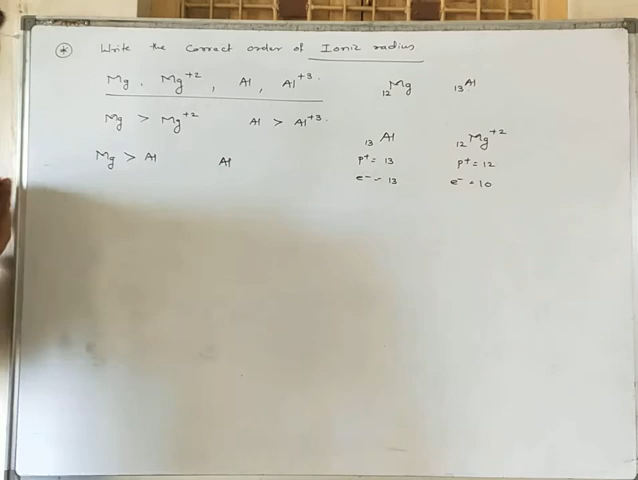 * Write the Correct order of Ionic radius
Mg, Mg+2, Al, Al+3.
12Mg 13Al
Mg > Mg+2 Al > Al+3.
13Al 12Mg+2
Mg > Al Al
p+ = 13 p+ = 12
e- = 13 e- = 10